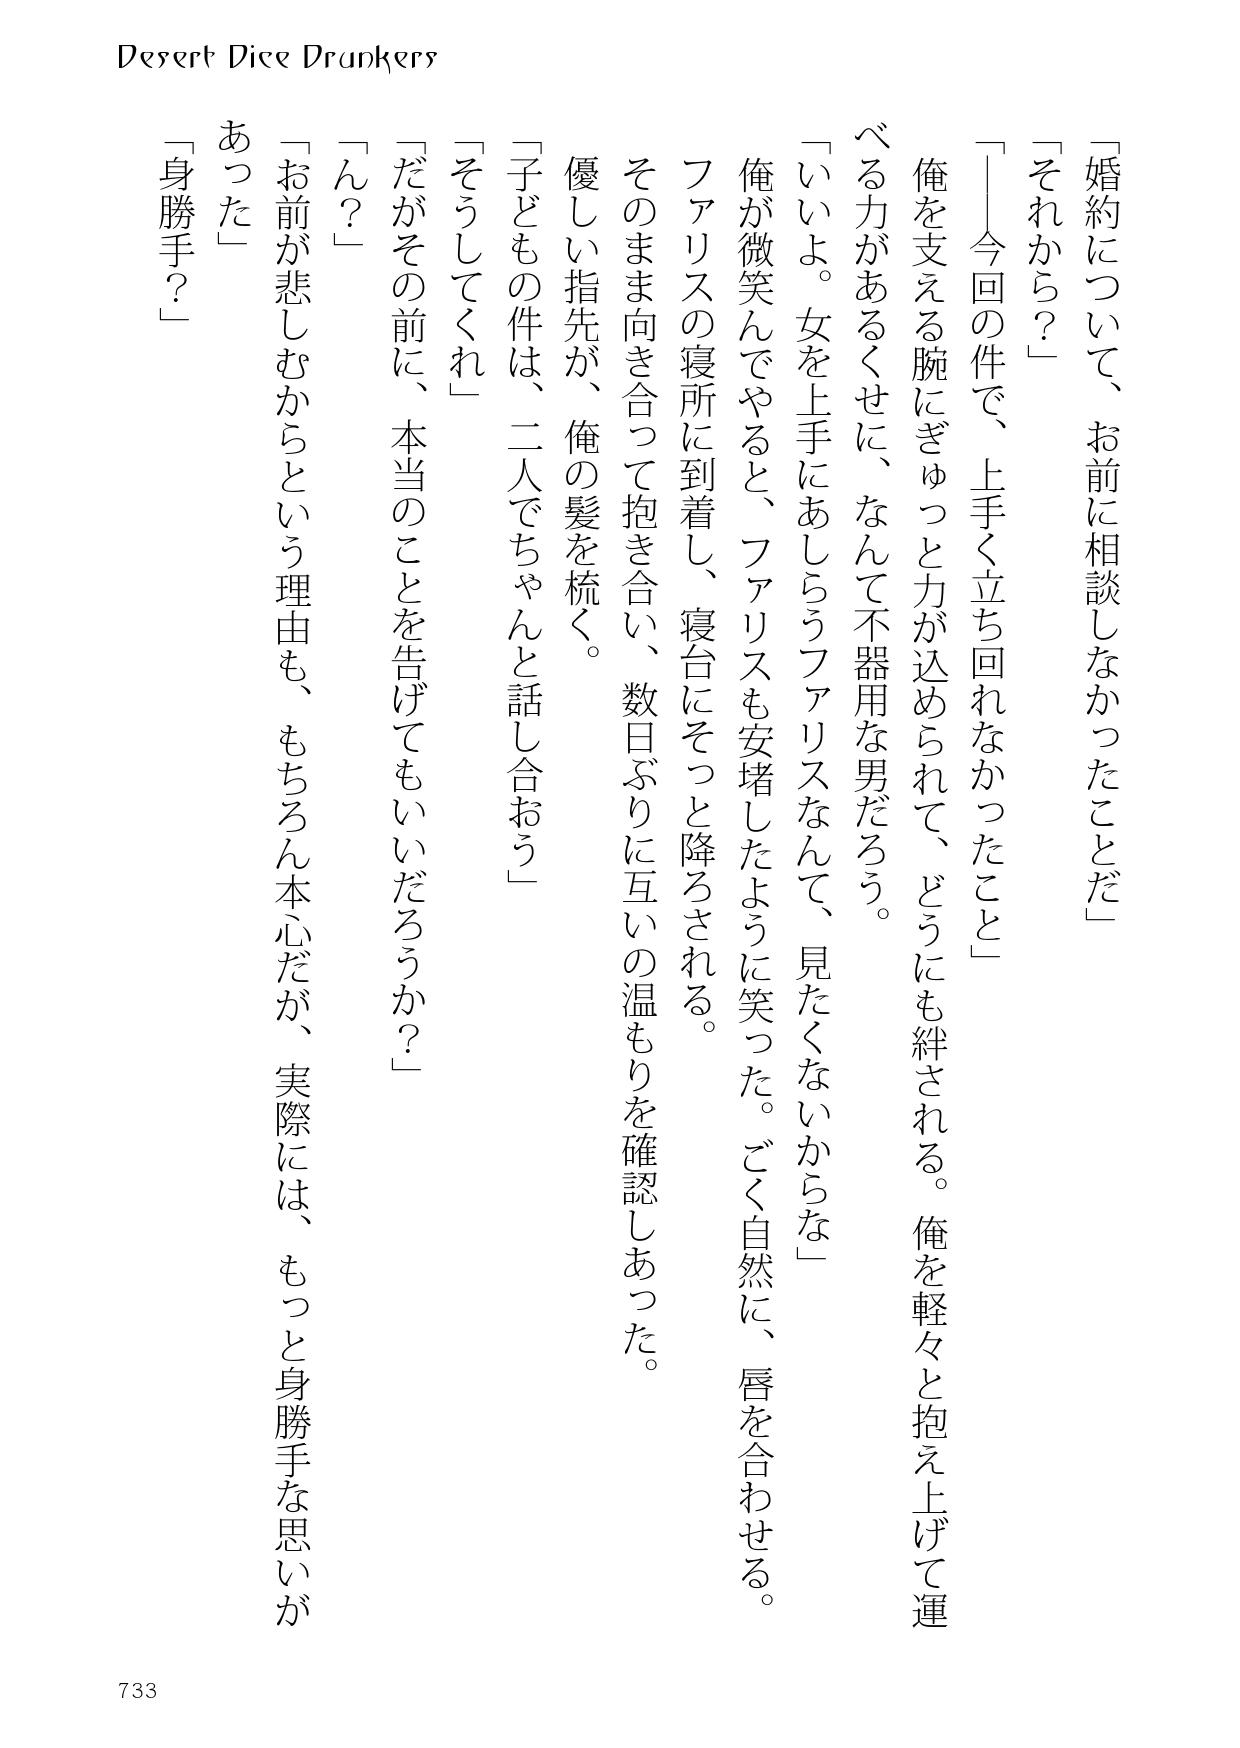 Desert Dice Drunkers
「婚約について、お前に相談しなかったことだ」
「それから？」
「――今回の件で、上手く立ち回れなかったこと」
俺を支える腕にぎゅっと力が込められて、どうにも絆される。俺を軽々と抱え上げて運
べる力があるくせに、なんて不器用な男だろう。
「いいよ。女を上手にあしらうファリスなんて、見たくないからな」
俺が微笑んでやると、ファリスも安堵したように笑った。ごく自然に、唇を合わせる。
ファリスの寝所に到着し、寝台にそっと降ろされる。
そのまま向き合って抱き合い、数日ぶりに互いの温もりを確認しあった。
優しい指先が、俺の髪を梳く。
「子どもの件は、二人でちゃんと話し合おう」
「そうしてくれ」
「だがその前に、本当のことを告げてもいいだろうか？」
「ん？」
「お前が悲しむからという理由も、もちろん本心だが、実際には、もっと身勝手な思いが
あった」
「身勝手？」
733